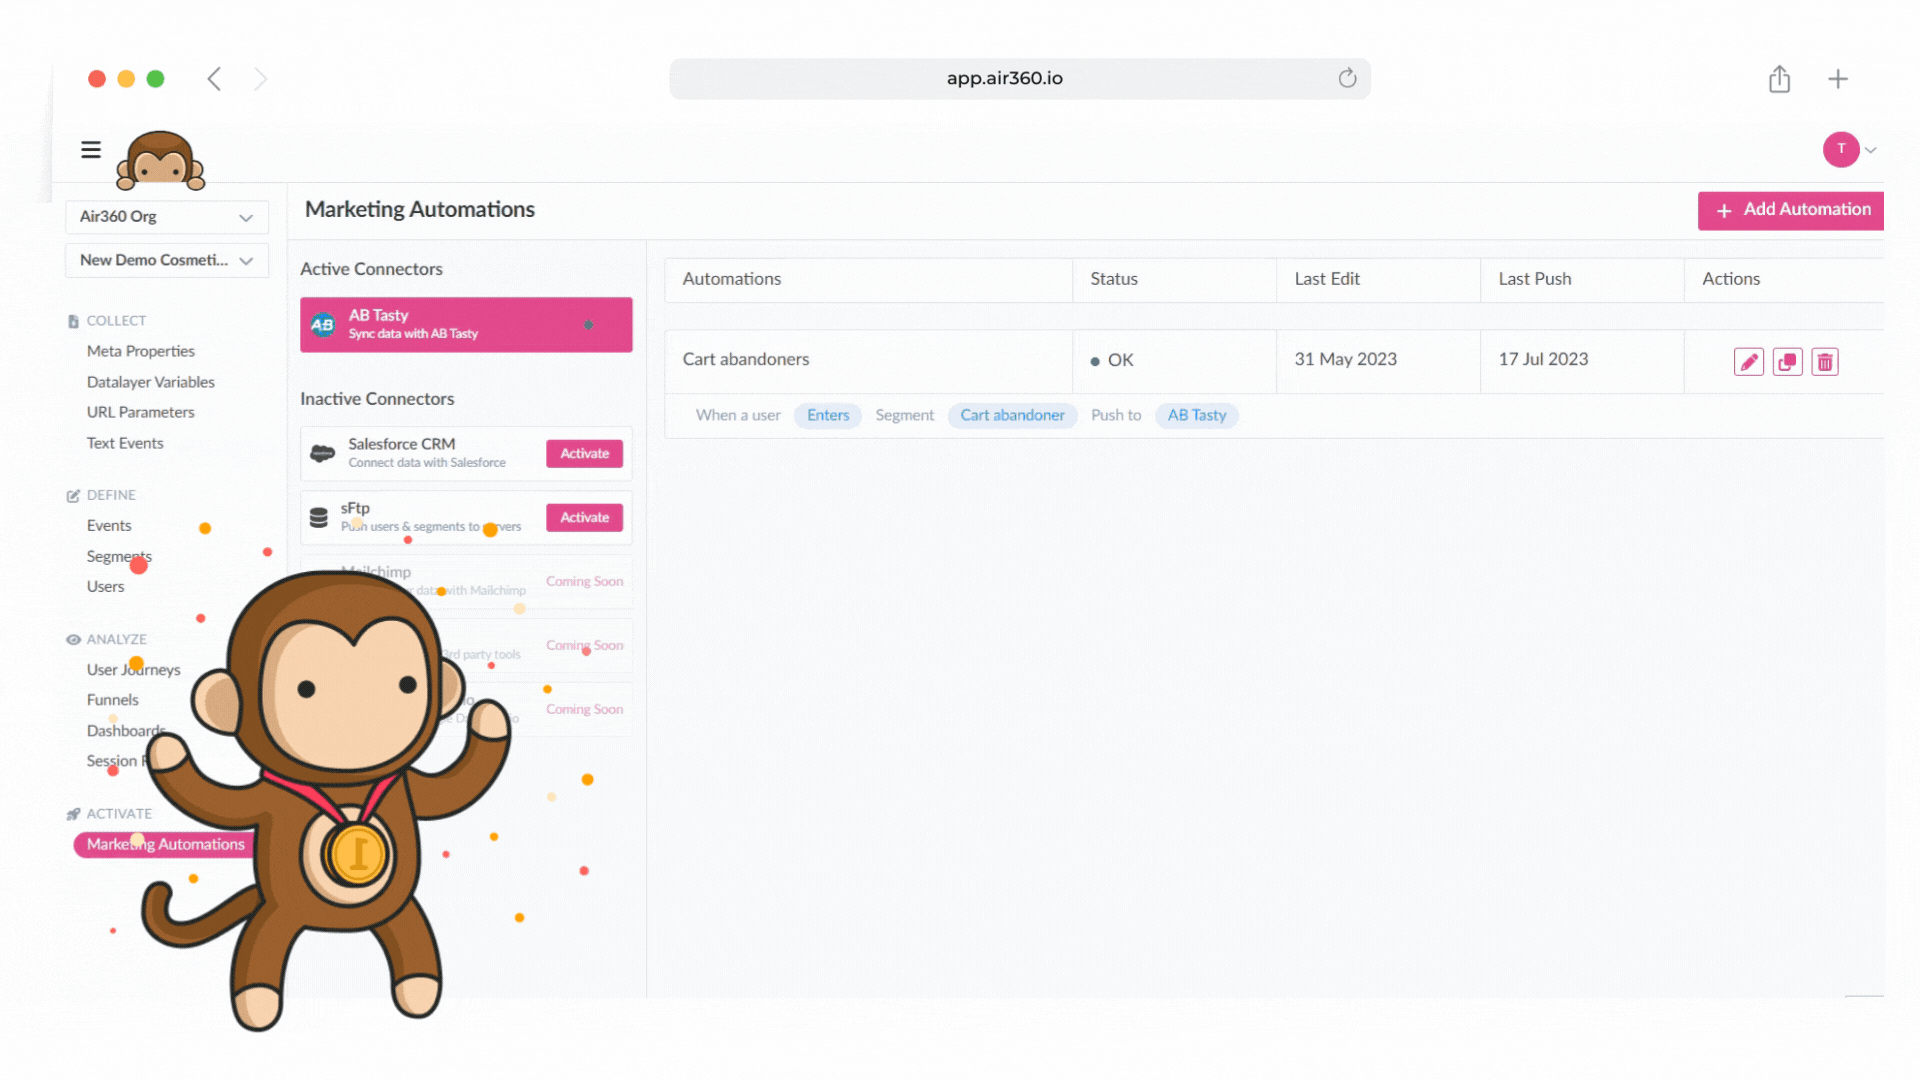 app.air360.io
T
Air360 Org
New Demo Cosmeti...
COLLECT
Meta Properties
Datalayer Variables
URL Parameters
Text Events
DEFINE
Events
Segments
Users
ANALYZE
User Journeys
Funnels
Dashboards
Session
ACTIVATE
Marketing Automations
Marketing Automations
+ Add Automation
Active Connectors
AB
AB Tasty
Sync data with AB Tasty
Inactive Connectors
Salesforce CRM
Connect data with Salesforce
Activate
sFtp
Push users & segments to servers
Activate
Mailchimp
data with Mailchimp
Coming Soon
party tools
Coming Soon
Coming Soon
Automations Status Last Edit Last Push Actions
Cart abandoners OK 31 May 2023 17 Jul 2023
When a user Enters Segment Cart abandoner Push to AB Tasty
1